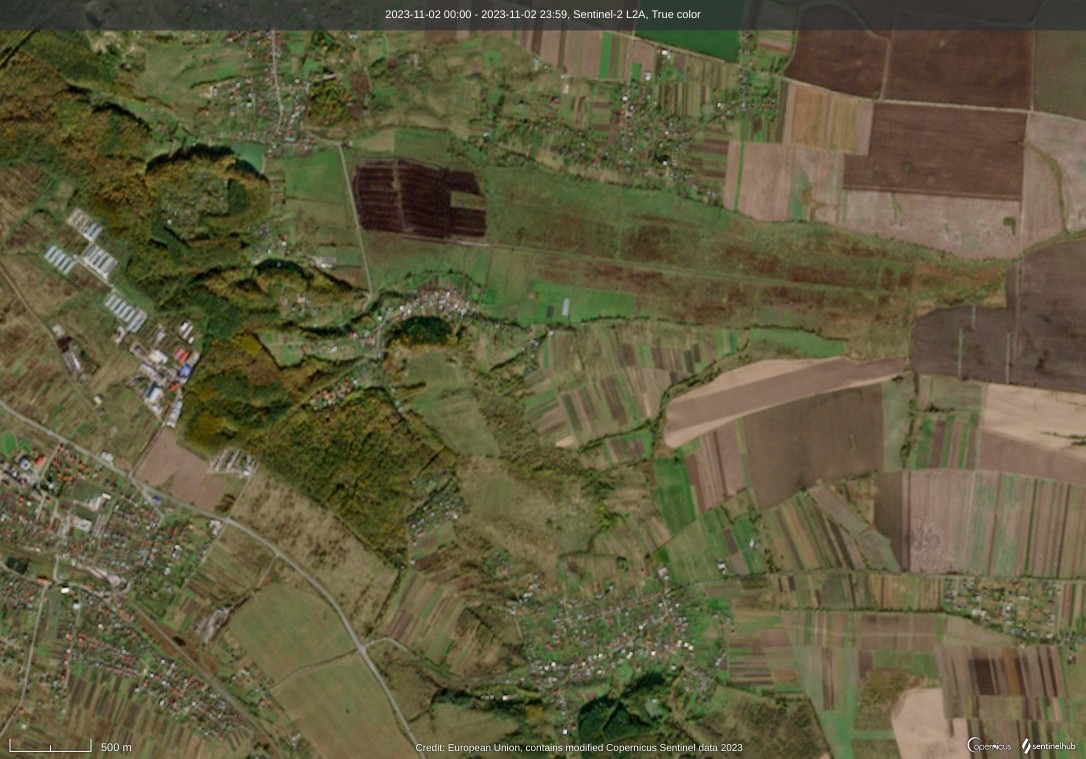 2023-11-02 00:00 - 2023-11-02 23:59, Sentinel-2 L2A, True color
500 m
Credit: European Union, contains modified Copernicus Sentinel data 2023
opernicus
sentinelhub